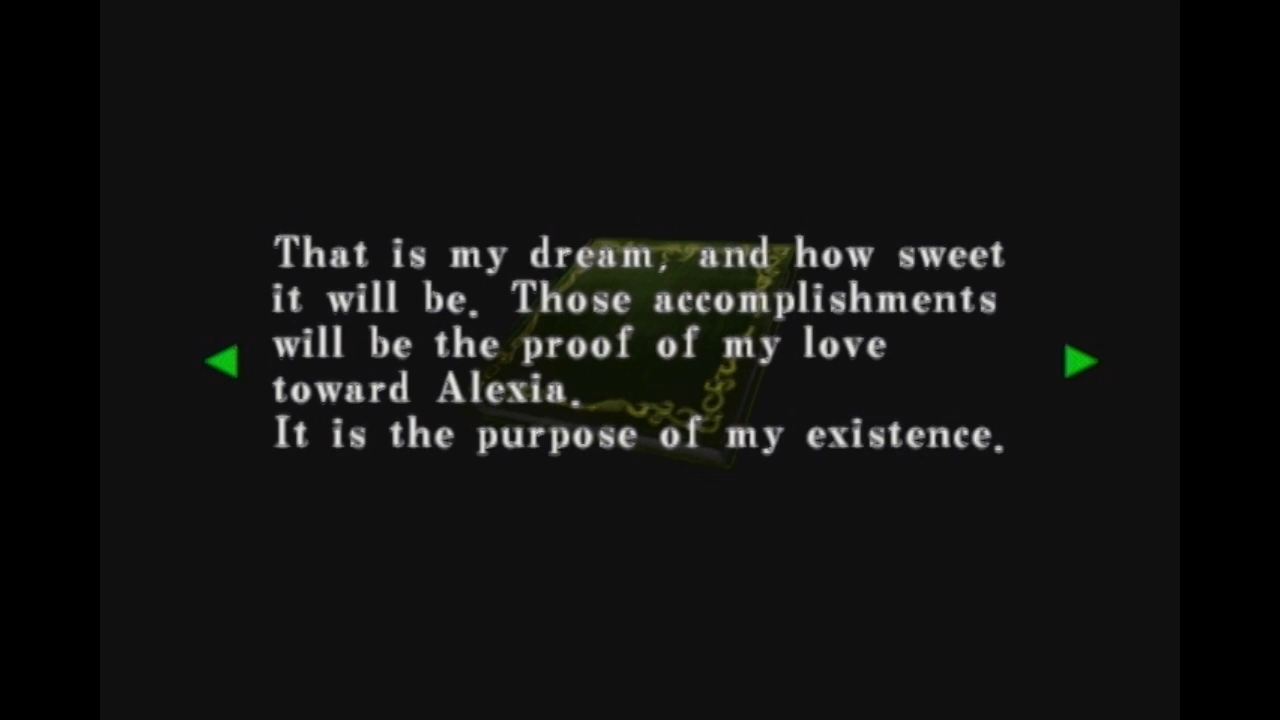 That is my dream, and how sweet
it will be. Those accomplishments
will be the proof of my love
toward Alexia.
It is the purpose of my existence.